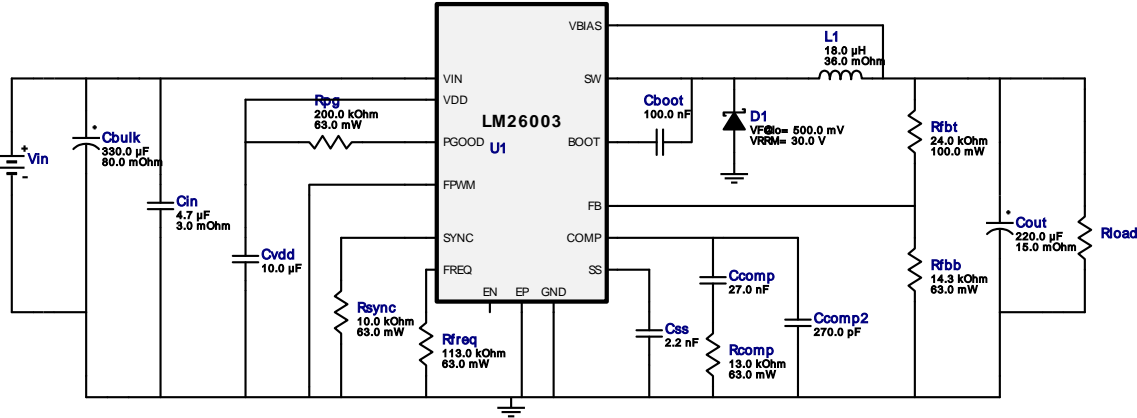 VBIAS
L1
18.0 µH
36.0 mOhm
VIN
SW
VDD
Cboot
100.0 nF
Rpg
200.0 kOhm
63.0 mW
LM26003
D1
VF@Io= 500.0 mV
VRRM= 30.0 V
Rfbt
24.0 kOhm
100.0 mW
Cbulk
330.0 µF
80.0 mOhm
PGOOD
U1
BOOT
+
Vin
-
FPWM
Cin
4.7 µF
3.0 mOhm
FB
Cout
220.0 µF
15.0 mOhm
Rload
SYNC
COMP
Cvdd
10.0 µF
FREQ
SS
Ccomp
27.0 nF
Rfbb
14.3 kOhm
63.0 mW
EN
EP
GND
Rsync
10.0 kOhm
63.0 mW
Ccomp2
270.0 pF
Css
2.2 nF
Rfreq
113.0 kOhm
63.0 mW
Rcomp
13.0 kOhm
63.0 mW